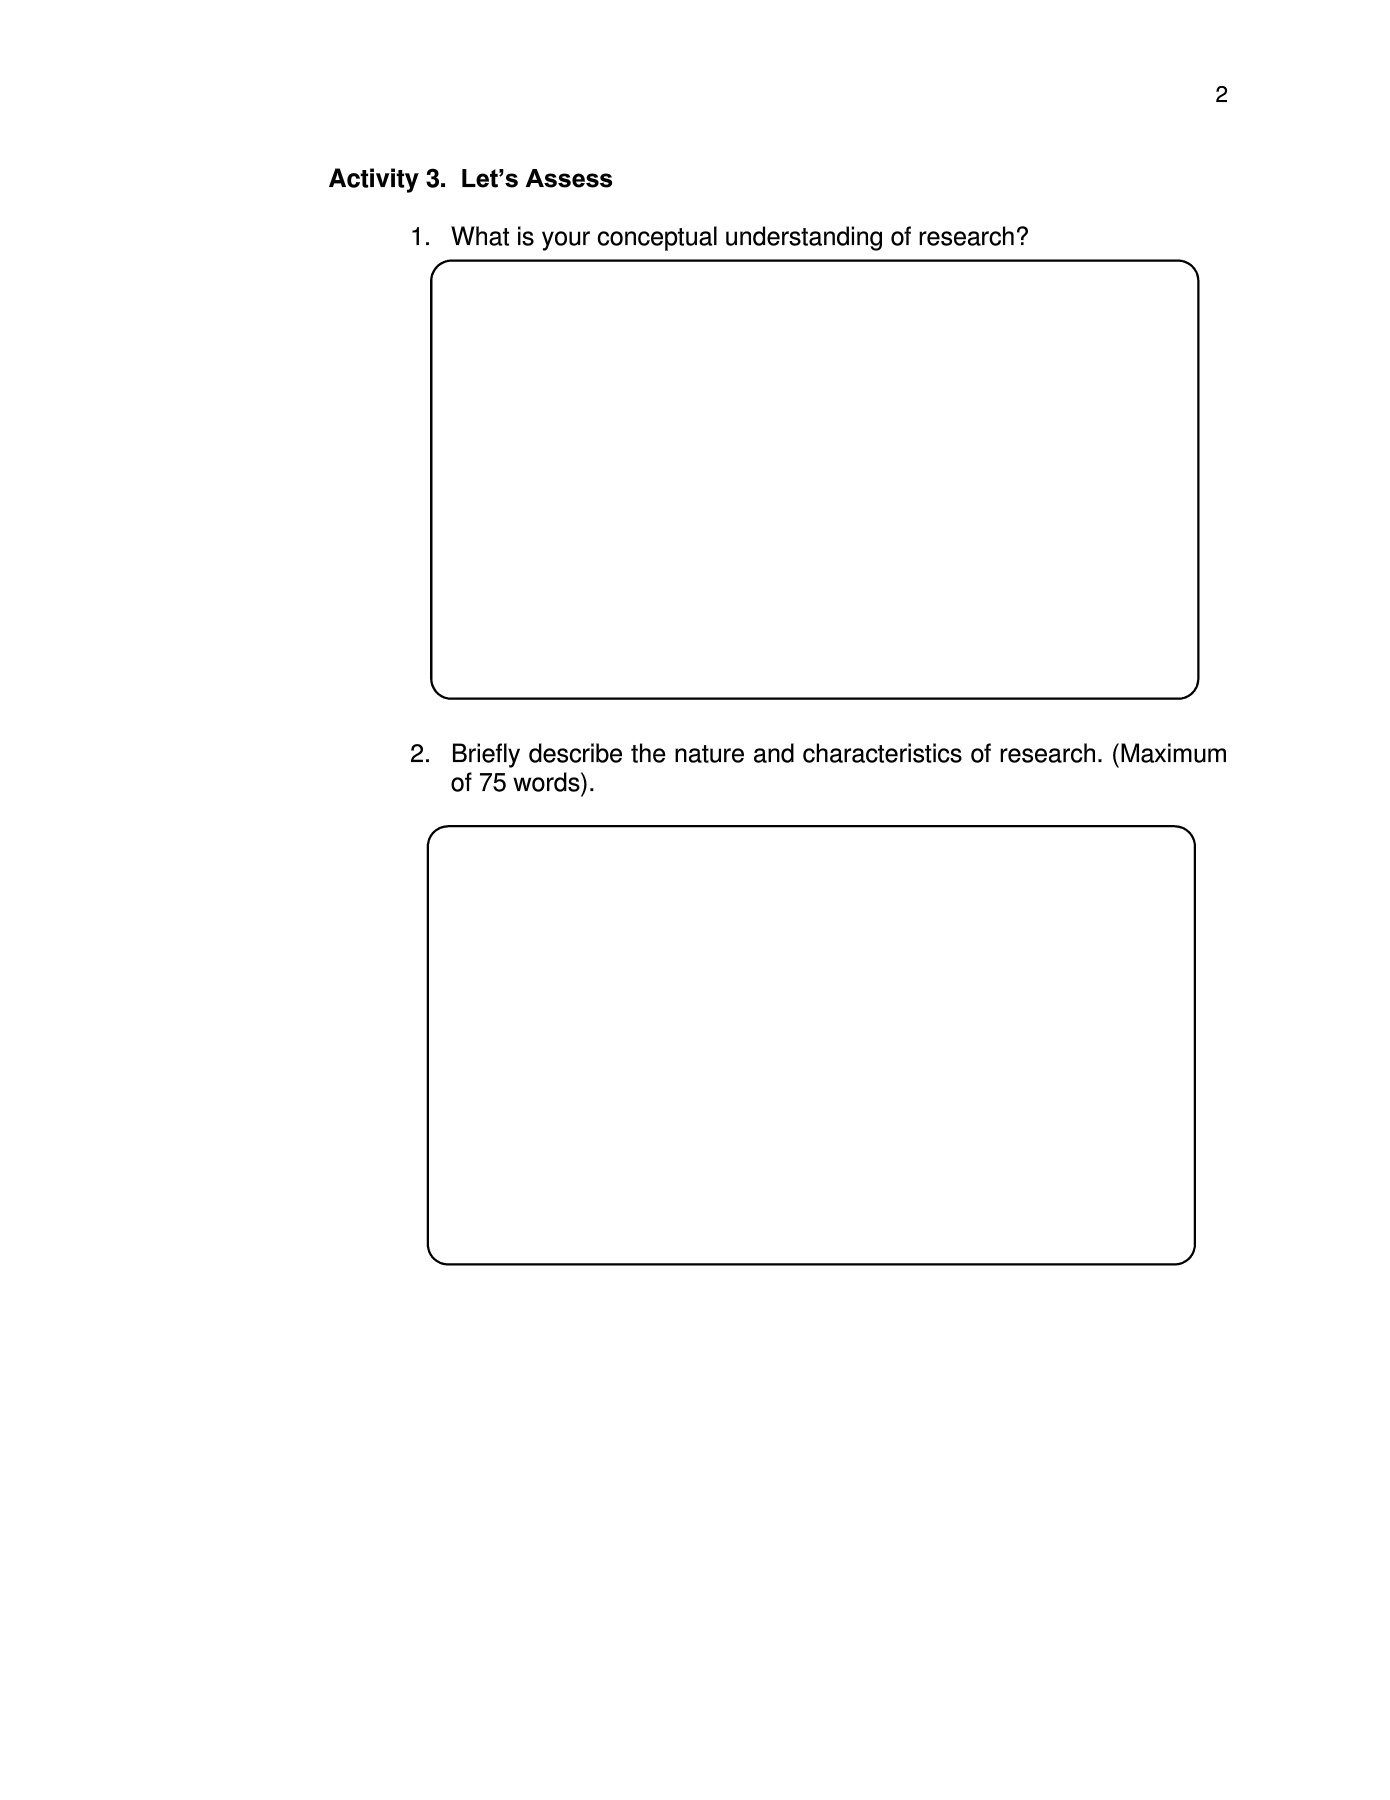 2
Activity 3.  Let’s Assess
1.   What is your conceptual understanding of research?
2.   Briefly describe the nature and characteristics of research. (Maximum
of 75 words).